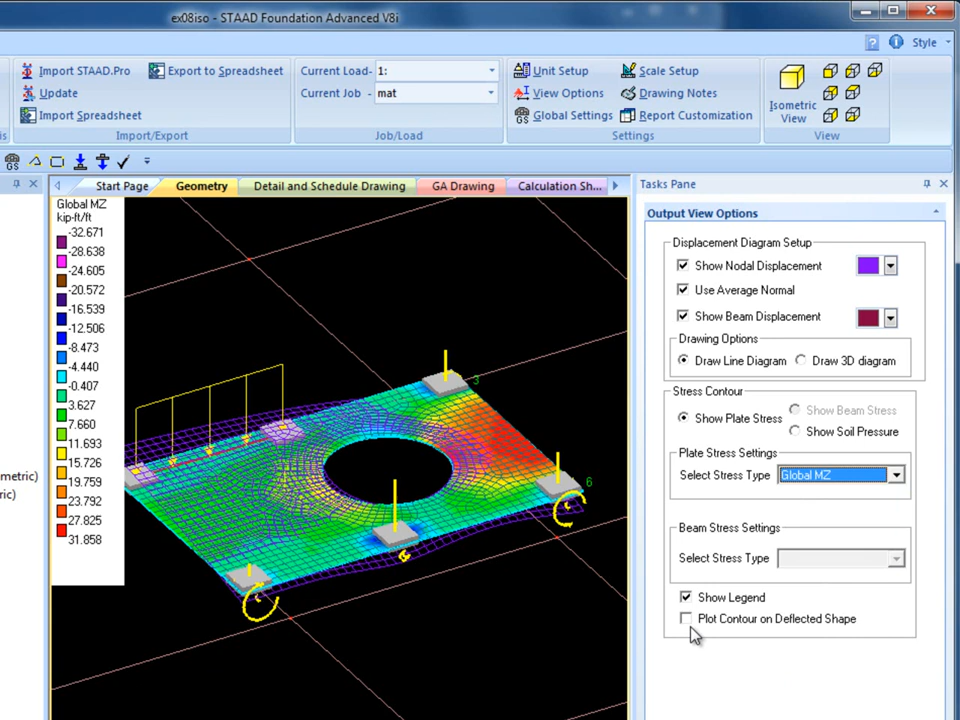 ex08iso - STAAD Foundation Advanced V8i
Style
Import STAAD.Pro
Export to Spreadsheet
Update
Import Spreadsheet
is
Import/Export
Current Load- 1:
Current Job - mat
Job/Load
Unit Setup
Scale Setup
View Options
Drawing Notes
Global Settings
Report Customization
Settings
Isometric
View
View
GS
Start Page
Geometry
Detail and Schedule Drawing
GA Drawing
Calculation Sh...
Tasks Pane
metric)
ric)
Global MZ
kip-ft/ft
-32.671
-28.638
-24.605
-20.572
-16.539
-12.506
-8.473
-4.440
-0.407
3.627
7.660
11.693
15.726
19.759
23.792
27.825
31.858
3
6
Output View Options
Displacement Diagram Setup
Show Nodal Displacement
Use Average Normal
Show Beam Displacement
Drawing Options
Draw Line Diagram
Draw 3D diagram
Stress Contour
Show Plate Stress
Show Beam Stress
Show Soil Pressure
Plate Stress Settings
Select Stress Type Global MZ
Beam Stress Settings
Select Stress Type
Show Legend
Plot Contour on Deflected Shape